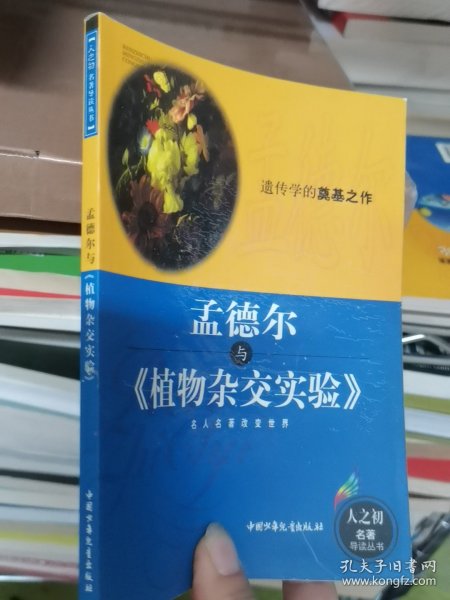 【人之初名著导读丛书】
孟德尔与《植物杂交实验》
中国少年儿童出版社
遗传学的奠基之作
孟德尔
与
《植物杂交实验》
名人名著改变世界
中国少年儿童出版社
人之初
名著
导读丛书
孔夫子旧书网
www.kongfz.com